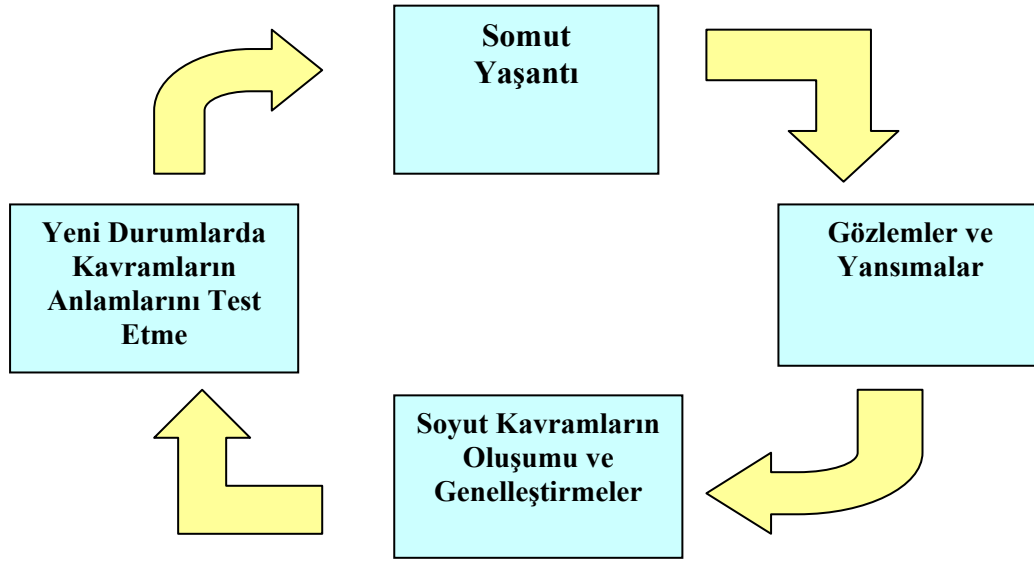 Somut
Yaşantı
Gözlemler ve
Yansımalar
Soyut Kavramların
Oluşumu ve
Genelleştirmeler
Yeni Durumlarda
Kavramların
Anlamlarını Test
Etme